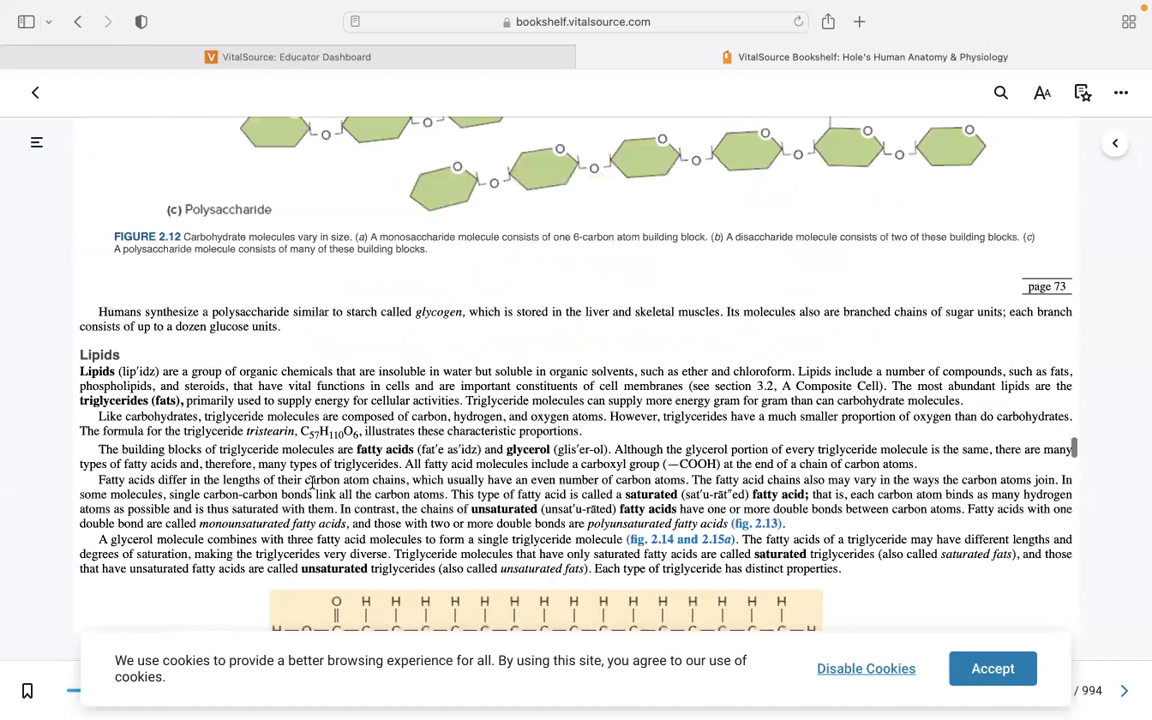 bookshelf.vitalsource.com
VitalSource: Educator Dashboard
VitalSource Bookshelf: Hole's Human Anatomy & Physiology
AA
O O O O O O
O O O O O O O O O O O
(c) Polysaccharide
FIGURE 2.12 Carbohydrate molecules vary in size. (a) A monosaccharide molecule consists of one 6-carbon atom building block. (b) A disaccharide molecule consists of two of these building blocks. (c)
A polysaccharide molecule consists of many of these building blocks.
page 73
Humans synthesize a polysaccharide similar to starch called glycogen, which is stored in the liver and skeletal muscles. Its molecules also are branched chains of sugar units; each branch
consists of up to a dozen glucose units.
Lipids
Lipids (lip'idz) are a group of organic chemicals that are insoluble in water but soluble in organic solvents, such as ether and chloroform. Lipids include a number of compounds, such as fats,
phospholipids, and steroids, that have vital functions in cells and are important constituents of cell membranes (see section 3.2, A Composite Cell). The most abundant lipids are the
triglycerides (fats), primarily used to supply energy for cellular activities. Triglyceride molecules can supply more energy gram for gram than can carbohydrate molecules.
Like carbohydrates, triglyceride molecules are composed of carbon, hydrogen, and oxygen atoms. However, triglycerides have a much smaller proportion of oxygen than do carbohydrates.
The formula for the triglyceride tristearin, C57H110O6, illustrates these characteristic proportions.
The building blocks of triglyceride molecules are fatty acids (fat'e as'idz) and glycerol (glis'er-ol). Although the glycerol portion of every triglyceride molecule is the same, there are many
types of fatty acids and, therefore, many types of triglycerides. All fatty acid molecules include a carboxyl group (—COOH) at the end of a chain of carbon atoms.
Fatty acids differ in the lengths of their carbon atom chains, which usually have an even number of carbon atoms. The fatty acid chains also may vary in the ways the carbon atoms join. In
some molecules, single carbon-carbon bonds link all the carbon atoms. This type of fatty acid is called a saturated (sat'u-rāt"ed) fatty acid; that is, each carbon atom binds as many hydrogen
atoms as possible and is thus saturated with them. In contrast, the chains of unsaturated (unsat'u-rāted) fatty acids have one or more double bonds between carbon atoms. Fatty acids with one
double bond are called monounsaturated fatty acids, and those with two or more double bonds are polyunsaturated fatty acids (fig. 2.13).
A glycerol molecule combines with three fatty acid molecules to form a single triglyceride molecule (fig. 2.14 and 2.15a). The fatty acids of a triglyceride may have different lengths and
degrees of saturation, making the triglycerides very diverse. Triglyceride molecules that have only saturated fatty acids are called saturated triglycerides (also called saturated fats), and those
that have unsaturated fatty acids are called unsaturated triglycerides (also called unsaturated fats). Each type of triglyceride has distinct properties.
O H H H H H H H H H H H H H H H
We use cookies to provide a better browsing experience for all. By using this site, you agree to our use of
cookies.
Disable Cookies
Accept
/ 994